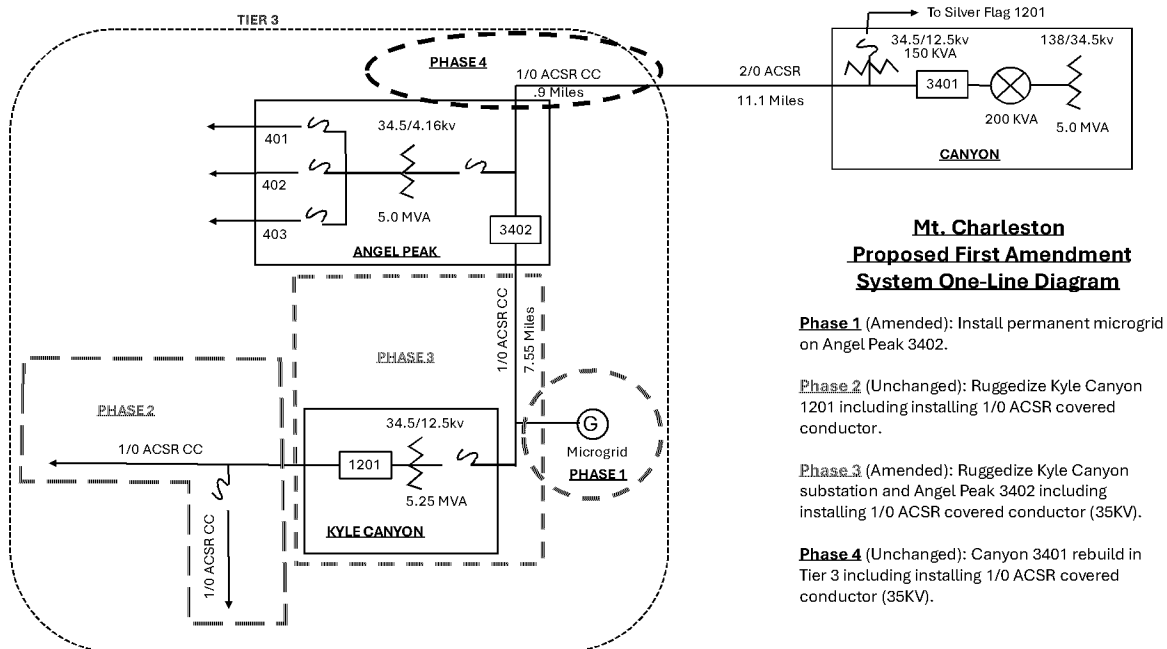 TIER 3
To Silver Flag 1201
34.5/12.5kv
150 KVA
138/34.5kv
3401
200 KVA
5.0 MVA
CANYON
PHASE 4
1/0 ACSR CC
.9 Miles
2/0 ACSR
11.1 Miles
401
402
403
34.5/4.16kv
5.0 MVA
3402
ANGEL PEAK
1/0 ACSR CC
7.55 Miles
PHASE 3
PHASE 2
1/0 ACSR CC
1/0 ACSR CC
34.5/12.5kv
1201
5.25 MVA
KYLE CANYON
G
Microgrid
PHASE 1
Mt. Charleston
Proposed First Amendment
System One-Line Diagram
Phase 1 (Amended): Install permanent microgrid
on Angel Peak 3402.
Phase 2 (Unchanged): Ruggedize Kyle Canyon
1201 including installing 1/0 ACSR covered
conductor.
Phase 3 (Amended): Ruggedize Kyle Canyon
substation and Angel Peak 3402 including
installing 1/0 ACSR covered conductor (35KV).
Phase 4 (Unchanged): Canyon 3401 rebuild in
Tier 3 including installing 1/0 ACSR covered
conductor (35KV).